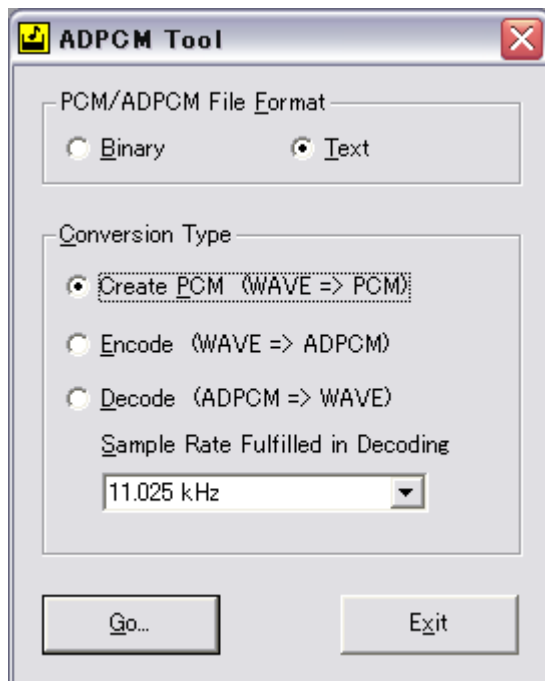 ADPCM Tool
PCM/ADPCM File Format
Binary Text
Conversion Type
Create PCM (WAVE => PCM)
Encode (WAVE => ADPCM)
Decode (ADPCM => WAVE)
Sample Rate Fulfilled in Decoding
11.025 kHz
Go... Exit